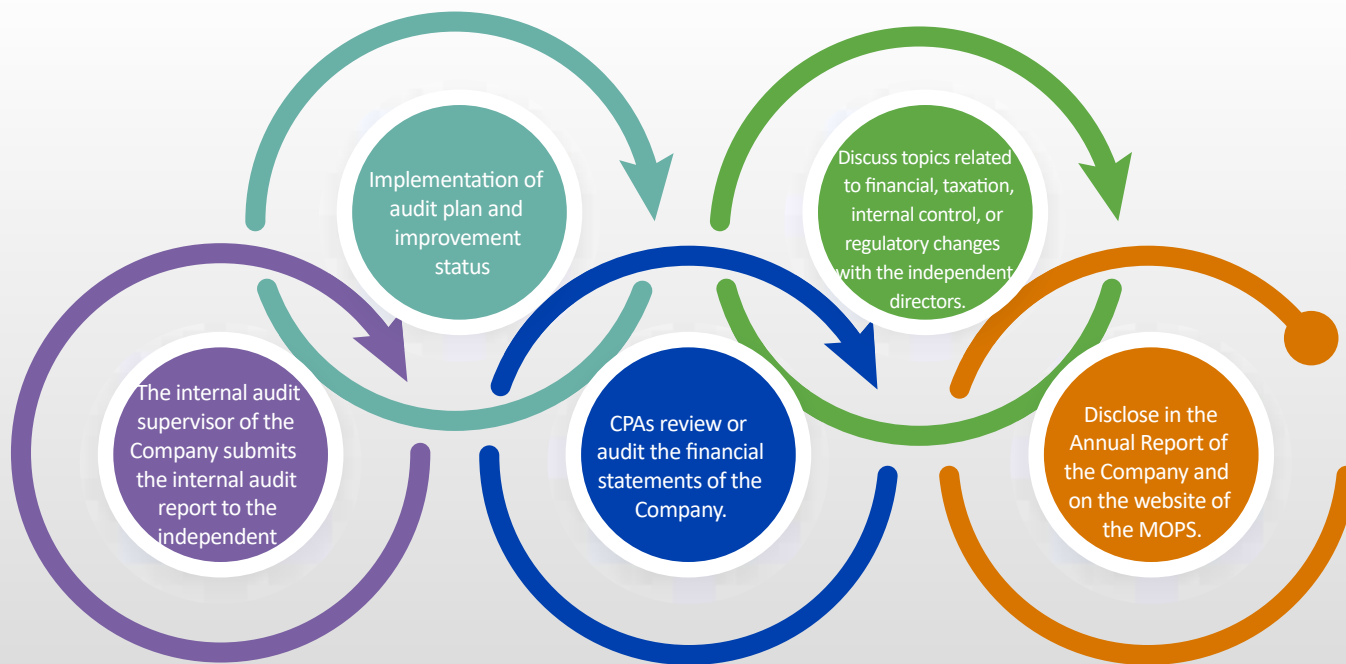 The internal audit
supervisor of the
Company submits
the internal audit
report to the
independent
Implementation of
audit plan and
improvement
status
CPAs review or
audit the financial
statements of the
Company.
Discuss topics related
to financial, taxation,
internal control, or
regulatory changes
with the independent
directors.
Disclose in the
Annual Report of
the Company and
on the website of
the MOPS.